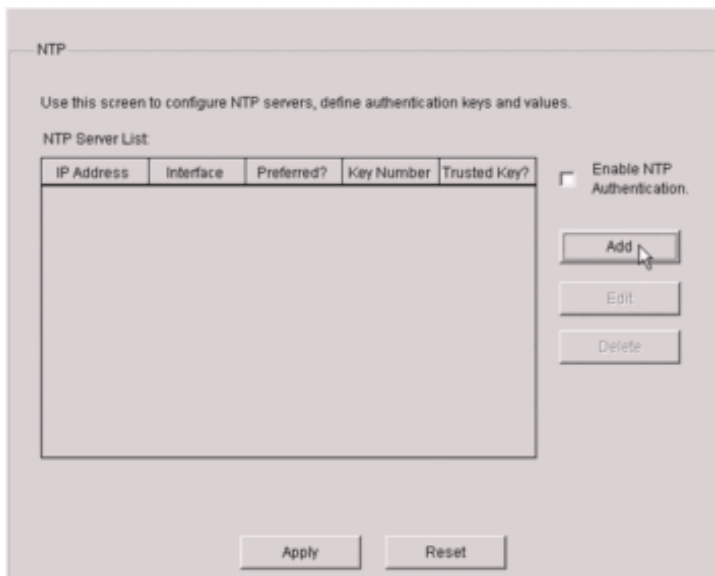 NTP
Use this screen to configure NTP servers, define authentication keys and values.
NTP Server List:
IP Address Interface Preferred? Key Number Trusted Key?
Enable NTP
Authentication.
Add
Edit
Delete
Apply Reset